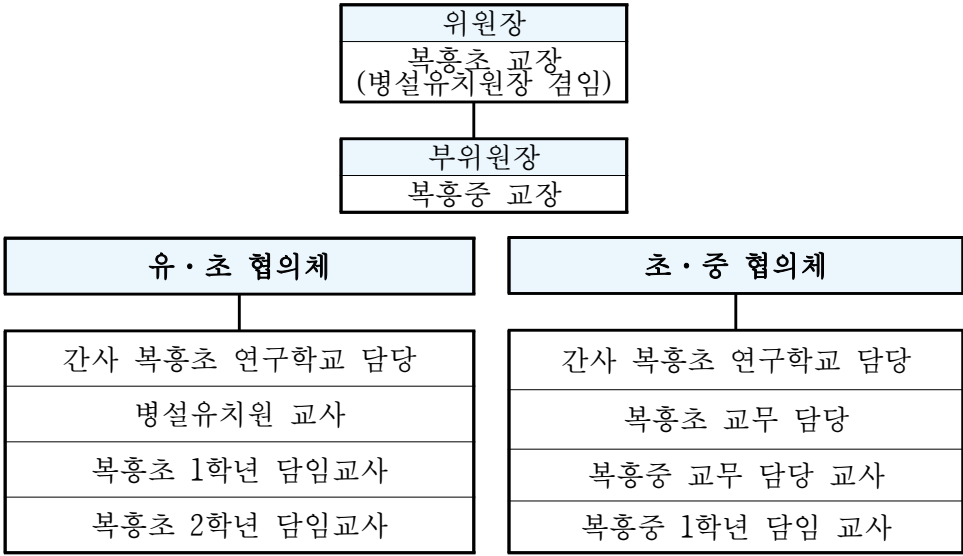 위원장
복흥초 교장
(병설유치원장 겸임)
부위원장
복흥중 교장
유·초 협의체
간사 복흥초 연구학교 담당
병설유치원 교사
복흥초 1학년 담임교사
복흥초 2학년 담임교사
초·중 협의체
간사 복흥초 연구학교 담당
복흥초 교무 담당
복흥중 교무 담당 교사
복흥중 1학년 담임 교사